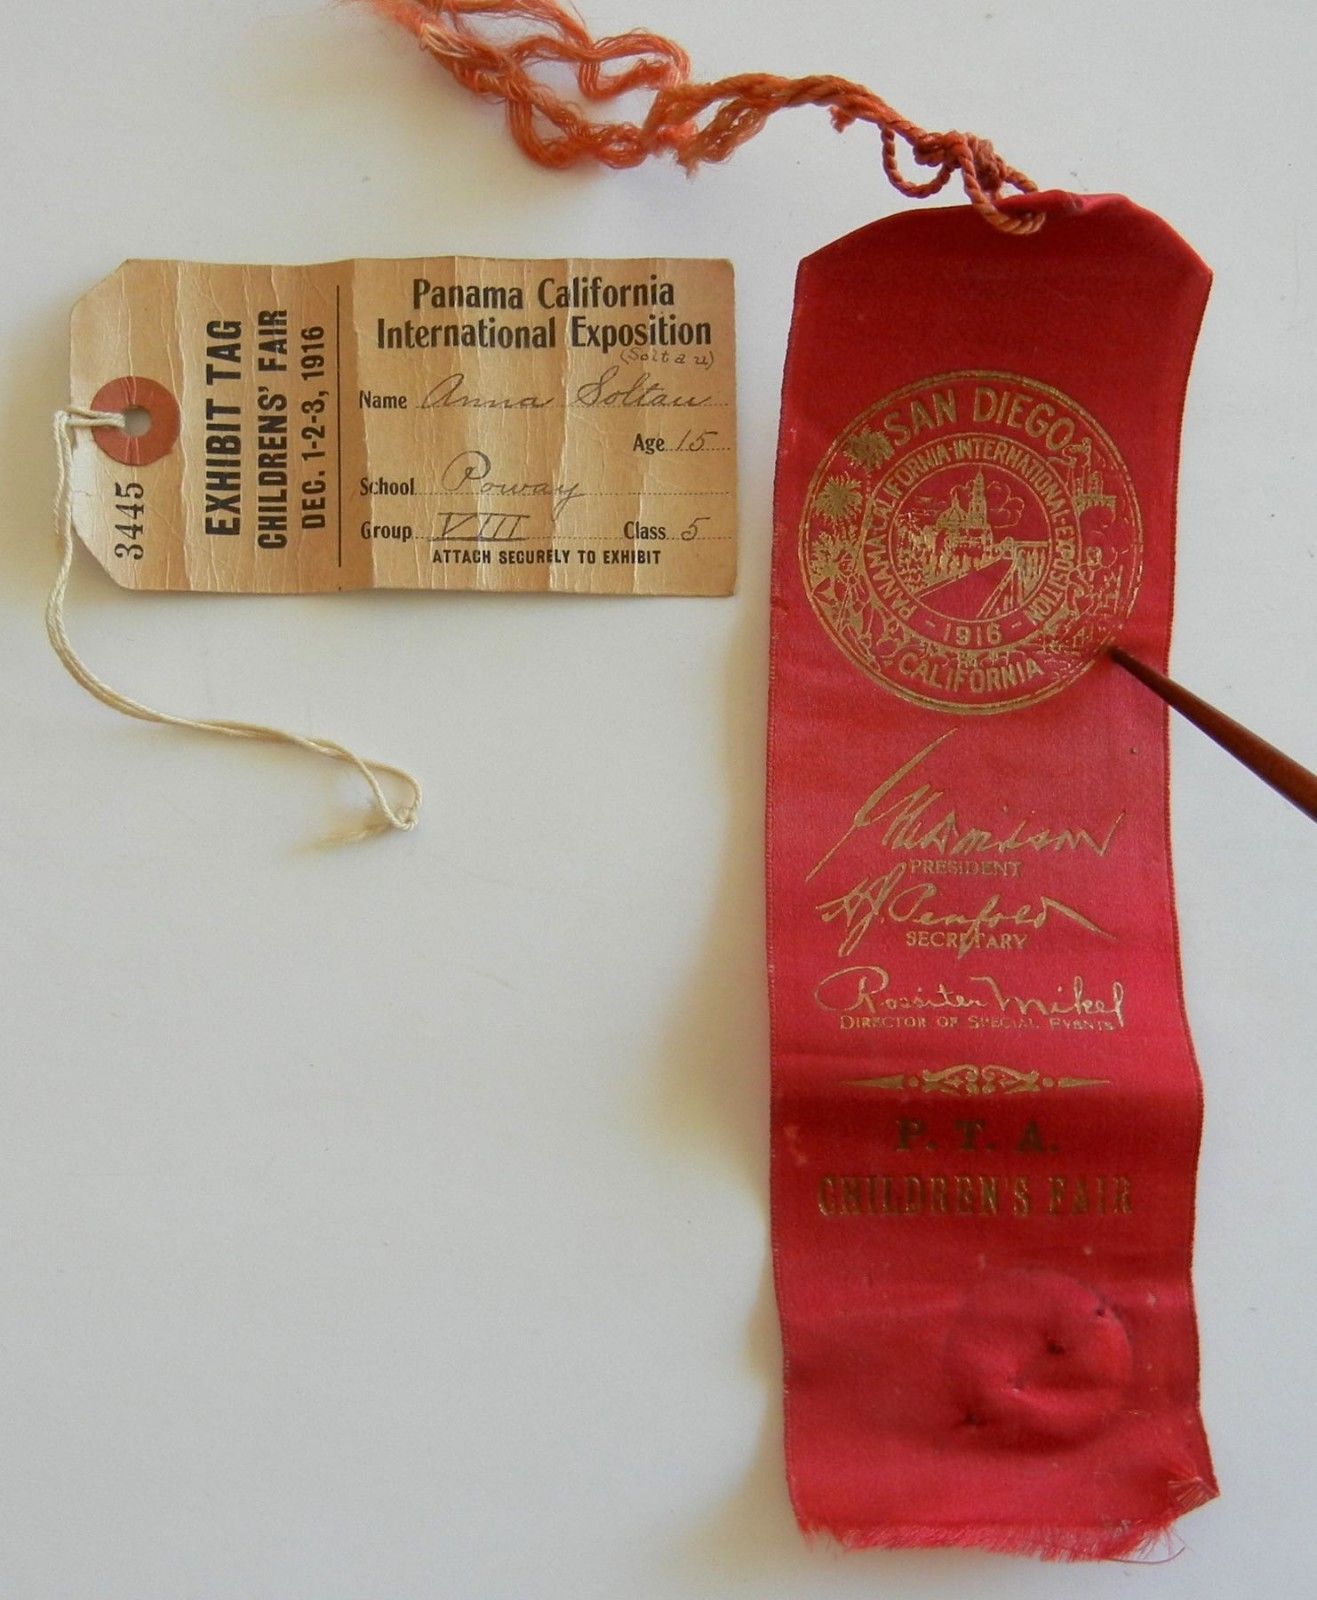 3445
EXHIBIT TAG
CHILDRENS' FAIR
DEC. 1-2-3, 1916
Panama California
International Exposition
(Soltau)
Name Anna Soltau
Age 15
School Poway
Group VIII Class 5
ATTACH SECURELY TO EXHIBIT
SAN DIEGO
PANAMA CALIFORNIA-INTERNATIONAL-EXPOSITION
-1916-
CALIFORNIA
PRESIDENT
H.J. Penfold
SECRETARY
Rossiter Mikel
DIRECTOR OF SPECIAL EVENTS
P. T. A.
CHILDREN'S FAIR